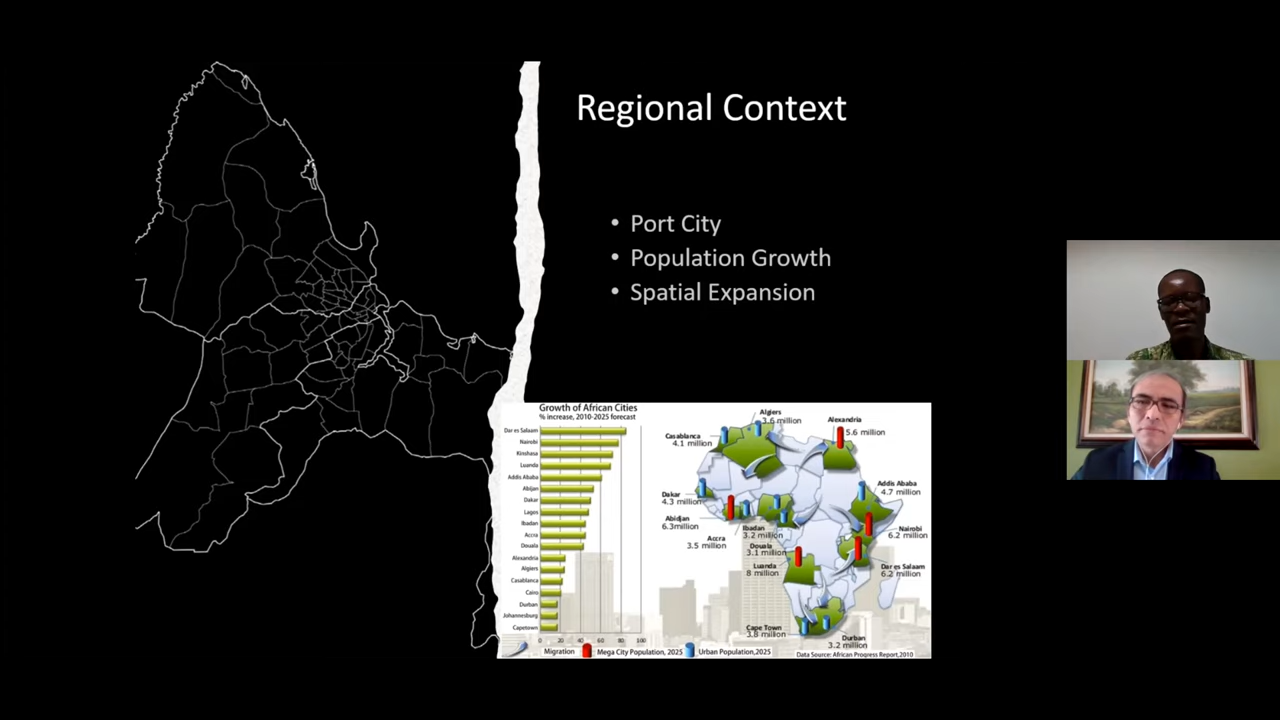 Regional Context
• Port City
• Population Growth
• Spatial Expansion
Growth of African Cities
% increase, 2010-2025 forecast
Dar es Salaam
Nairobi
Kinshasa
Luanda
Addis Ababa
Abijan
Dakar
Lagos
Ibadan
Accra
Douala
Alexandria
Algiers
Casablanca
Cairo
Durban
Johannesburg
Capetown
0 20 40 60 80 100
Algiers
3.6 million
Alexandria
5.6 million
Casablanca
4.1 million
Addis Ababa
4.7 million
Dakar
4.3 million
Abidjan
6.3million
Ibadan
3.2 million
Accra
3.5 million
Nairobi
6.2 million
Douala
3.1 million
Luanda
8 million
Dar es Salaam
6.2 million
Cape Town
3.8 million
Durban
3.2 million
Migration Mega City Population, 2025 Urban Population,2025
Data Source: African Progress Report,2010